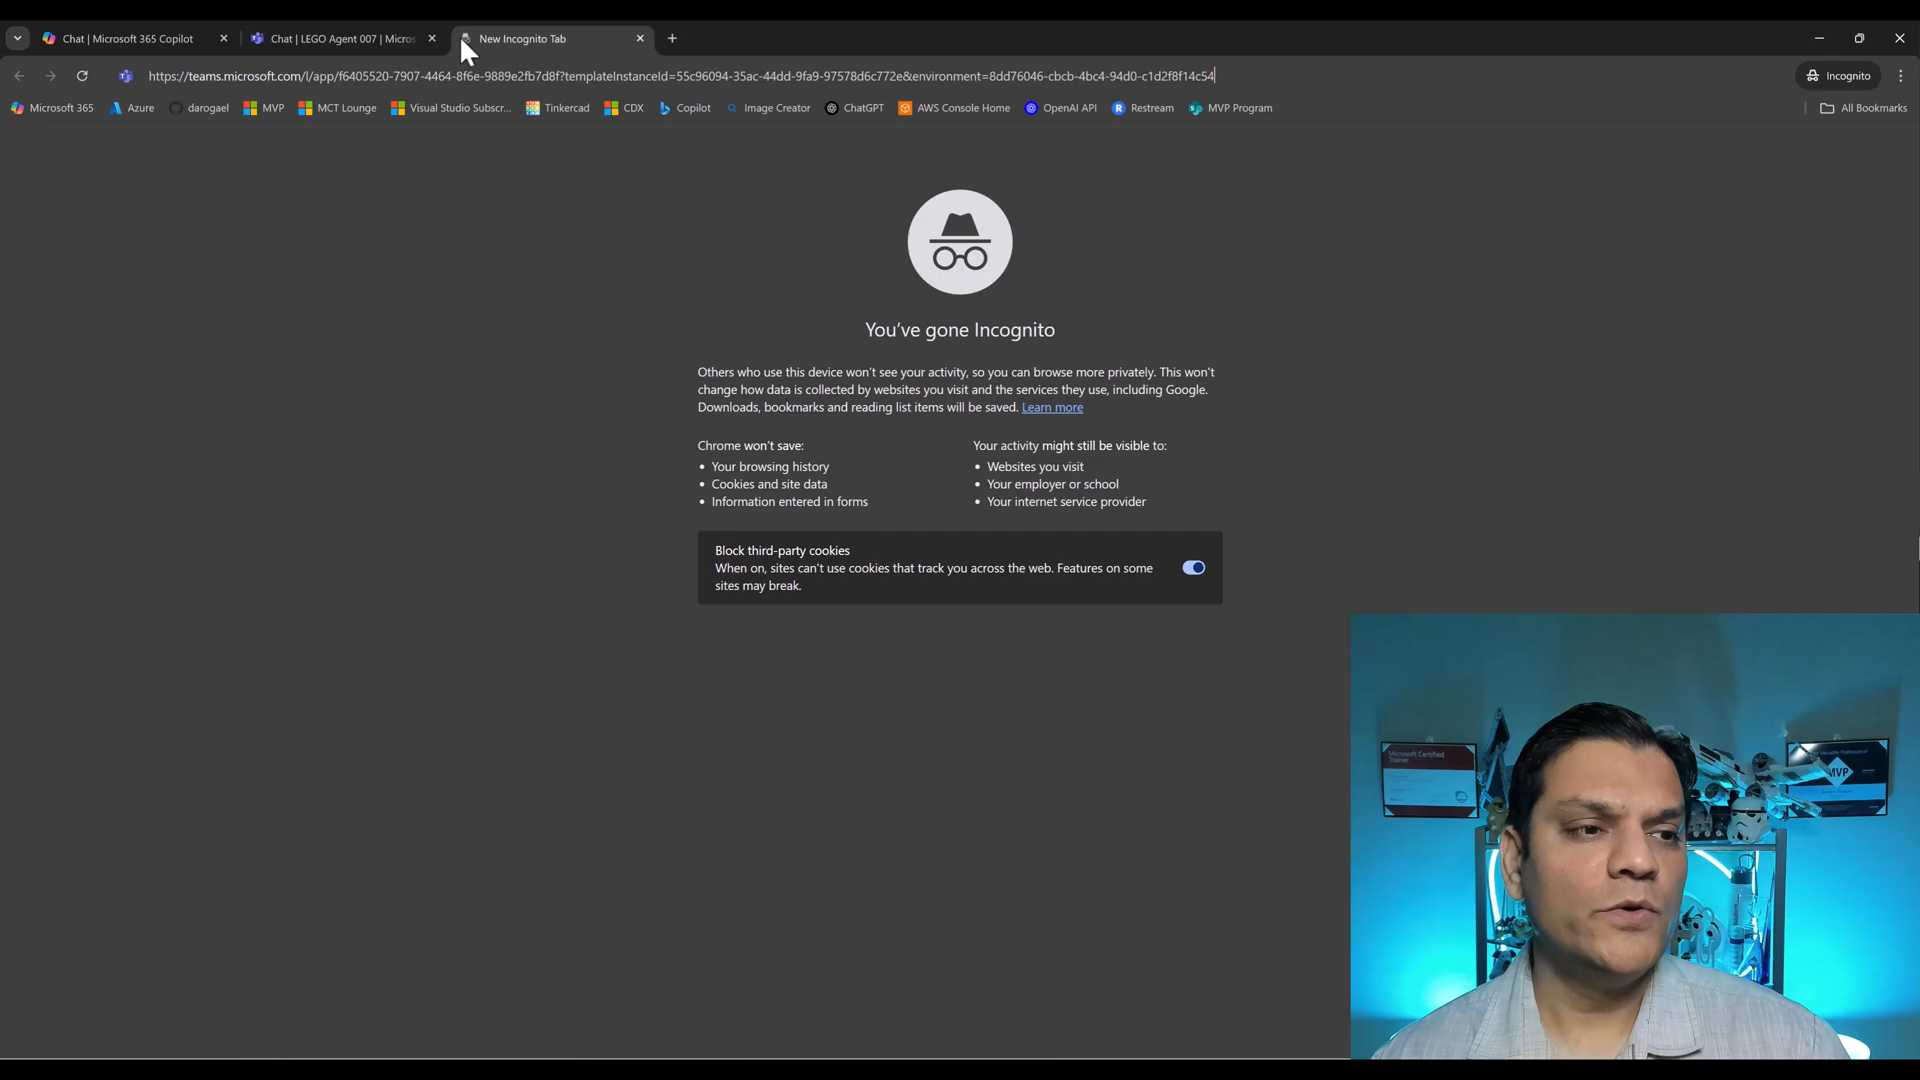 Chat | Microsoft 365 Copilot
Chat | LEGO Agent 007 | Micros
New Incognito Tab
https://teams.microsoft.com/l/app/f6405520-7907-4464-8f6e-9889e2fb7d8f?templateInstanceId=55c96094-35ac-44dd-9fa9-97578d6c772e&environment=8dd76046-cbcb-4bc4-94d0-c1d2f8f14c54
Incognito
Microsoft 365
Azure
darogael
MVP
MCT Lounge
Visual Studio Subscr...
Tinkercad
CDX
Copilot
Image Creator
ChatGPT
AWS Console Home
OpenAI API
Restream
MVP Program
All Bookmarks
You've gone Incognito
Others who use this device won't see your activity, so you can browse more privately. This won't
change how data is collected by websites you visit and the services they use, including Google.
Downloads, bookmarks and reading list items will be saved. Learn more
Chrome won't save:
• Your browsing history
• Cookies and site data
• Information entered in forms
Your activity might still be visible to:
• Websites you visit
• Your employer or school
• Your internet service provider
Block third-party cookies
When on, sites can't use cookies that track you across the web. Features on some
sites may break.
Microsoft Certified
Trainer
Valuable Professional
MVP